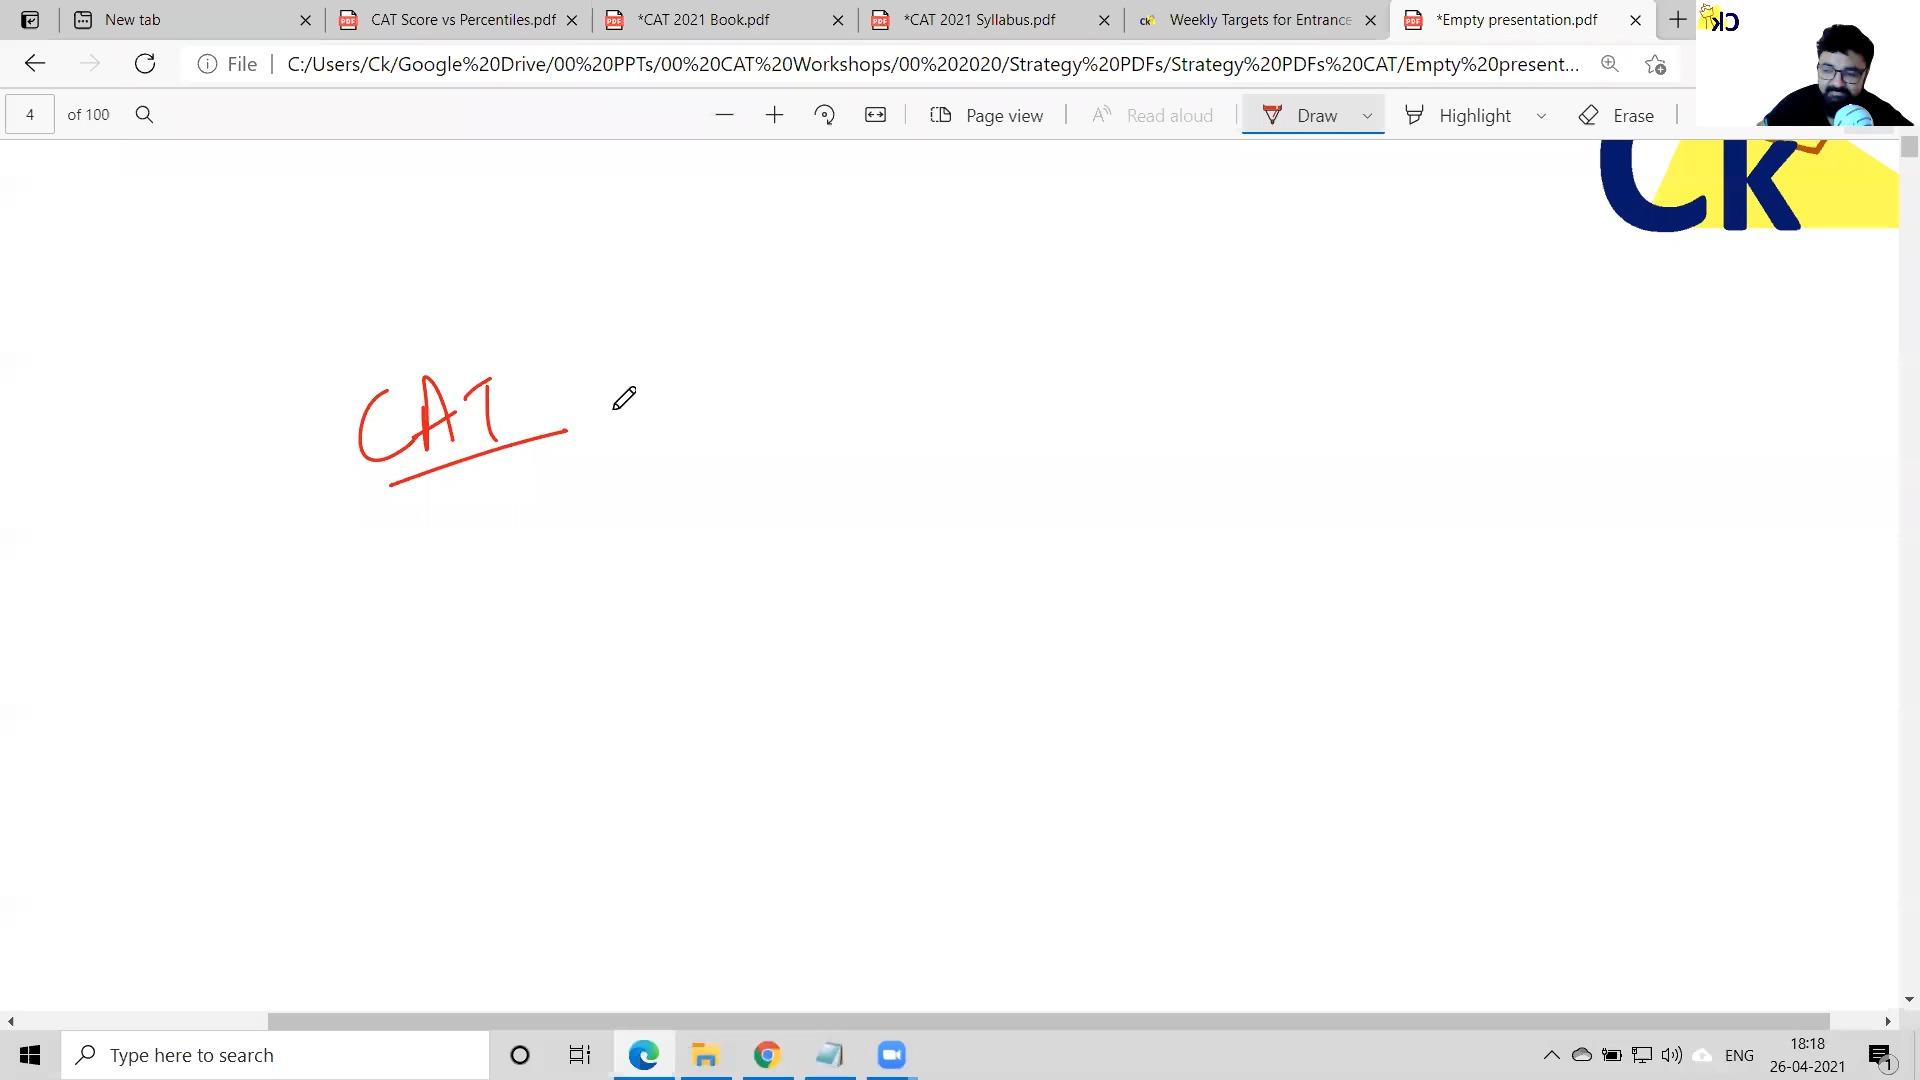 New tab
CAT Score vs Percentiles.pdf
*CAT 2021 Book.pdf
*CAT 2021 Syllabus.pdf
CK Weekly Targets for Entrance
*Empty presentation.pdf
File
C:/Users/Ck/Google%20Drive/00%20PPTs/00%20CAT%20Workshops/00%202020/Strategy%20PDFs/Strategy%20PDFs%20CAT/Empty%20present...
4 of 100
Page view
Read aloud
Draw
Highlight
Erase
CK
Ck
CAT
Type here to search
ENG
18:18
26-04-2021
1